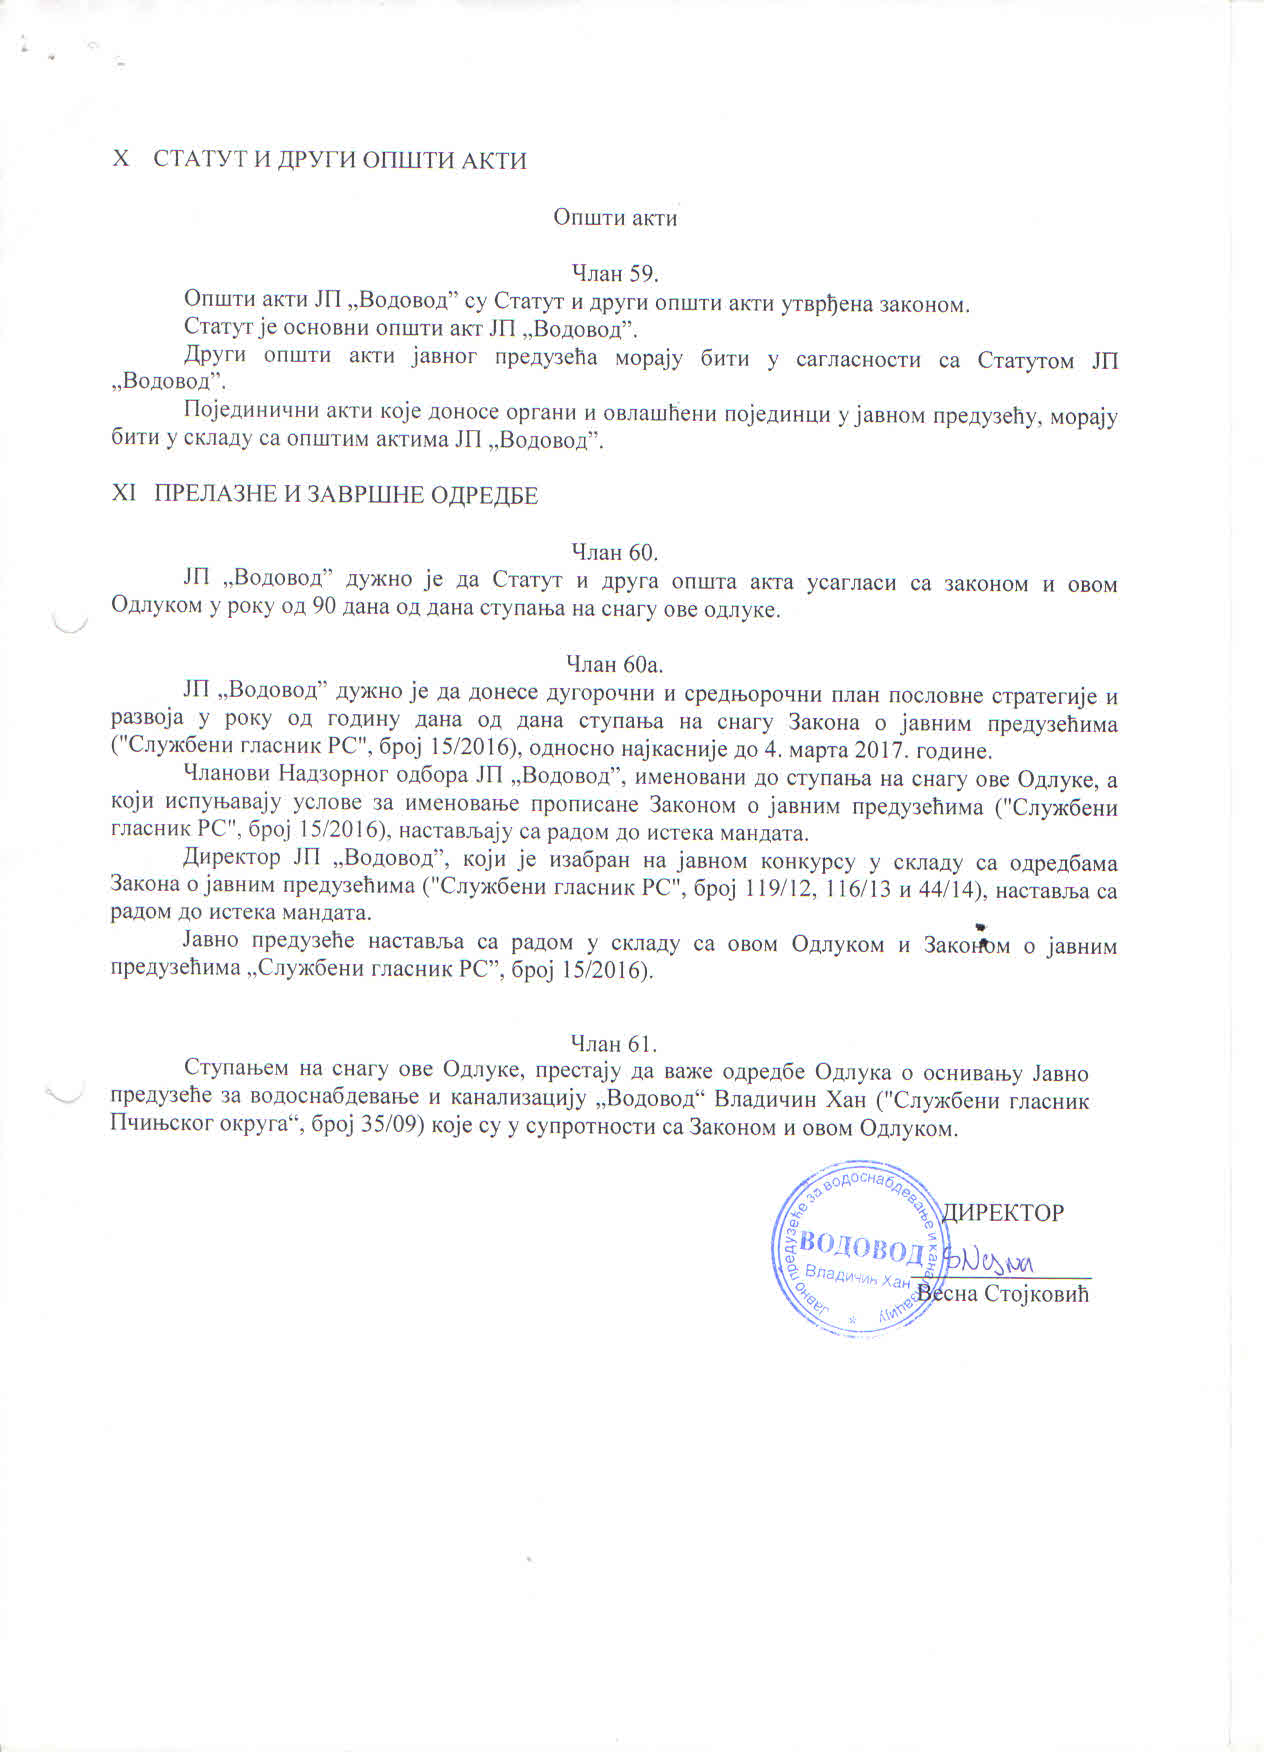 X СТАТУТ И ДРУГИ ОПШТИ АКТИ
Општи акти
Члан 59.
Општи акти ЈП „Водовод” су Статут и други општи акти утврђена законом.
Статут је основни општи акт ЈП „Водовод”.
Други општи акти јавног предузећа морају бити у сагласности са Статутом ЈП
„Водовод”.
Појединични акти које доносе органи и овлашћени појединци у јавном предузећу, морају
бити у складу са општим актима ЈП „Водовод”.
XI ПРЕЛАЗНЕ И ЗАВРШНЕ ОДРЕДБЕ
Члан 60.
ЈП „Водовод” дужно је да Статут и друга општа акта усагласи са законом и овом
Одлуком у року од 90 дана од дана ступања на снагу ове одлуке.
Члан 60а.
ЈП „Водовод” дужно је да донесе дугорочни и средњорочни план пословне стратегије и
развоја у року од годину дана од дана ступања на снагу Закона о јавним предузећима
("Службени гласник РС", број 15/2016), односно најкасније до 4. марта 2017. године.
Чланови Надзорног одбора ЈП „Водовод”, именовани до ступања на снагу ове Одлуке, а
који испуњавају услове за именовање прописане Законом о јавним предузећима ("Службени
гласник РС", број 15/2016), настављају са радом до истека мандата.
Директор ЈП „Водовод”, који је изабран на јавном конкурсу у складу са одредбама
Закона о јавним предузећима ("Службени гласник РС", број 119/12, 116/13 и 44/14), наставља са
радом до истека мандата.
Јавно предузеће наставља са радом у складу са овом Одлуком и Законом о јавним
предузећима „Службени гласник РС”, број 15/2016).
Члан 61.
Ступањем на снагу ове Одлуке, престају да важе одредбе Одлука о оснивању Јавно
предузеће за водоснабдевање и канализацију „Водовод“ Владичин Хан ("Службени гласник
Пчињског округа“, број 35/09) које су у супротности са Законом и овом Одлуком.
ДИРЕКТОР
Весна Стојковић
Јавно предузеће за водоснабдевање и канализацију
ВОДОВОД
Владичин Хан